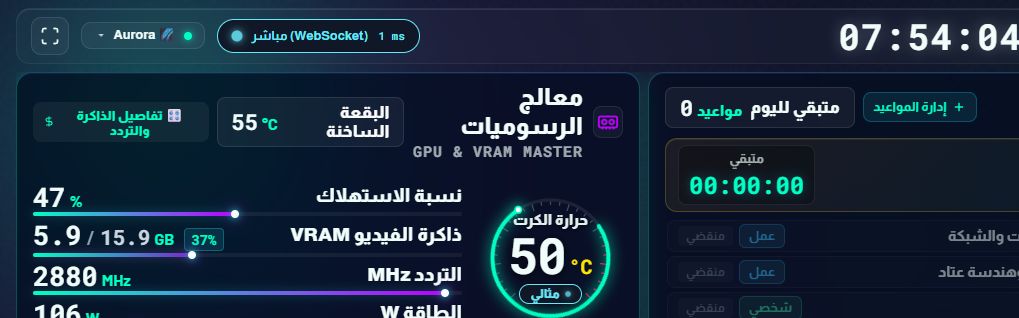 07:54:04
مباشر (WebSocket) 1 ms
Aurora
+ إدارة المواعيد
متبقي لليوم 0 مواعيد
متبقي
00:00:00
ت والشبكة
عمل
منقضي
وهندسة عتاد
عمل
منقضي
شخصي
منقضي
معالج الرسوميات
GPU & VRAM MASTER
البقعة الساخنة
55 °C
تفاصيل الذاكرة والتردد
$
حرارة الكرت
50 °C
مثالي
نسبة الاستهلاك
47 %
ذاكرة الفيديو VRAM
5.9 / 15.9 GB 37%
التردد MHz
2880 MHz
الطاقة W
106 W